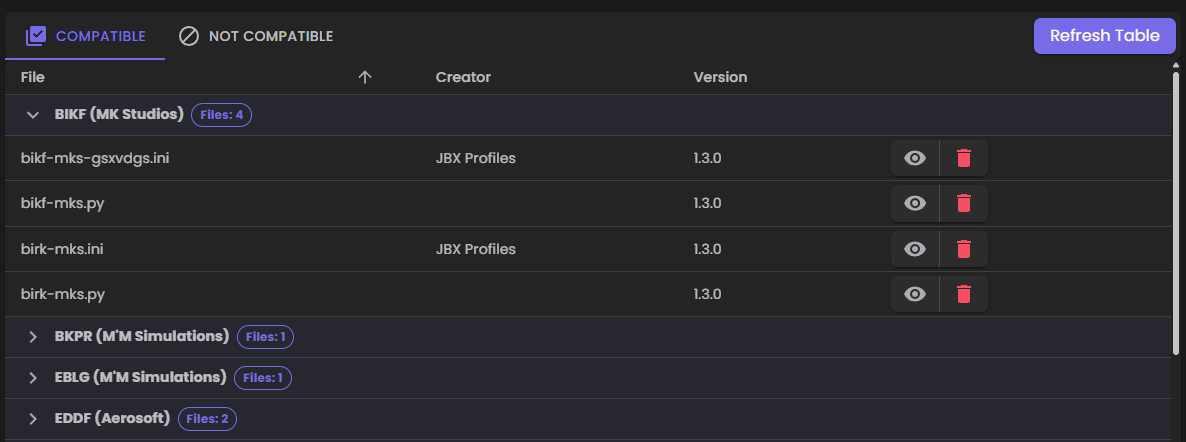 COMPATIBLE NOT COMPATIBLE Refresh Table
File Creator Version
BIKF (MK Studios) Files: 4
bikf-mks-gsxvdgs.ini JBX Profiles 1.3.0
bikf-mks.py 1.3.0
birk-mks.ini JBX Profiles 1.3.0
birk-mks.py 1.3.0
BKPR (M'M Simulations) Files: 1
EBLG (M'M Simulations) Files: 1
EDDF (Aerosoft) Files: 2